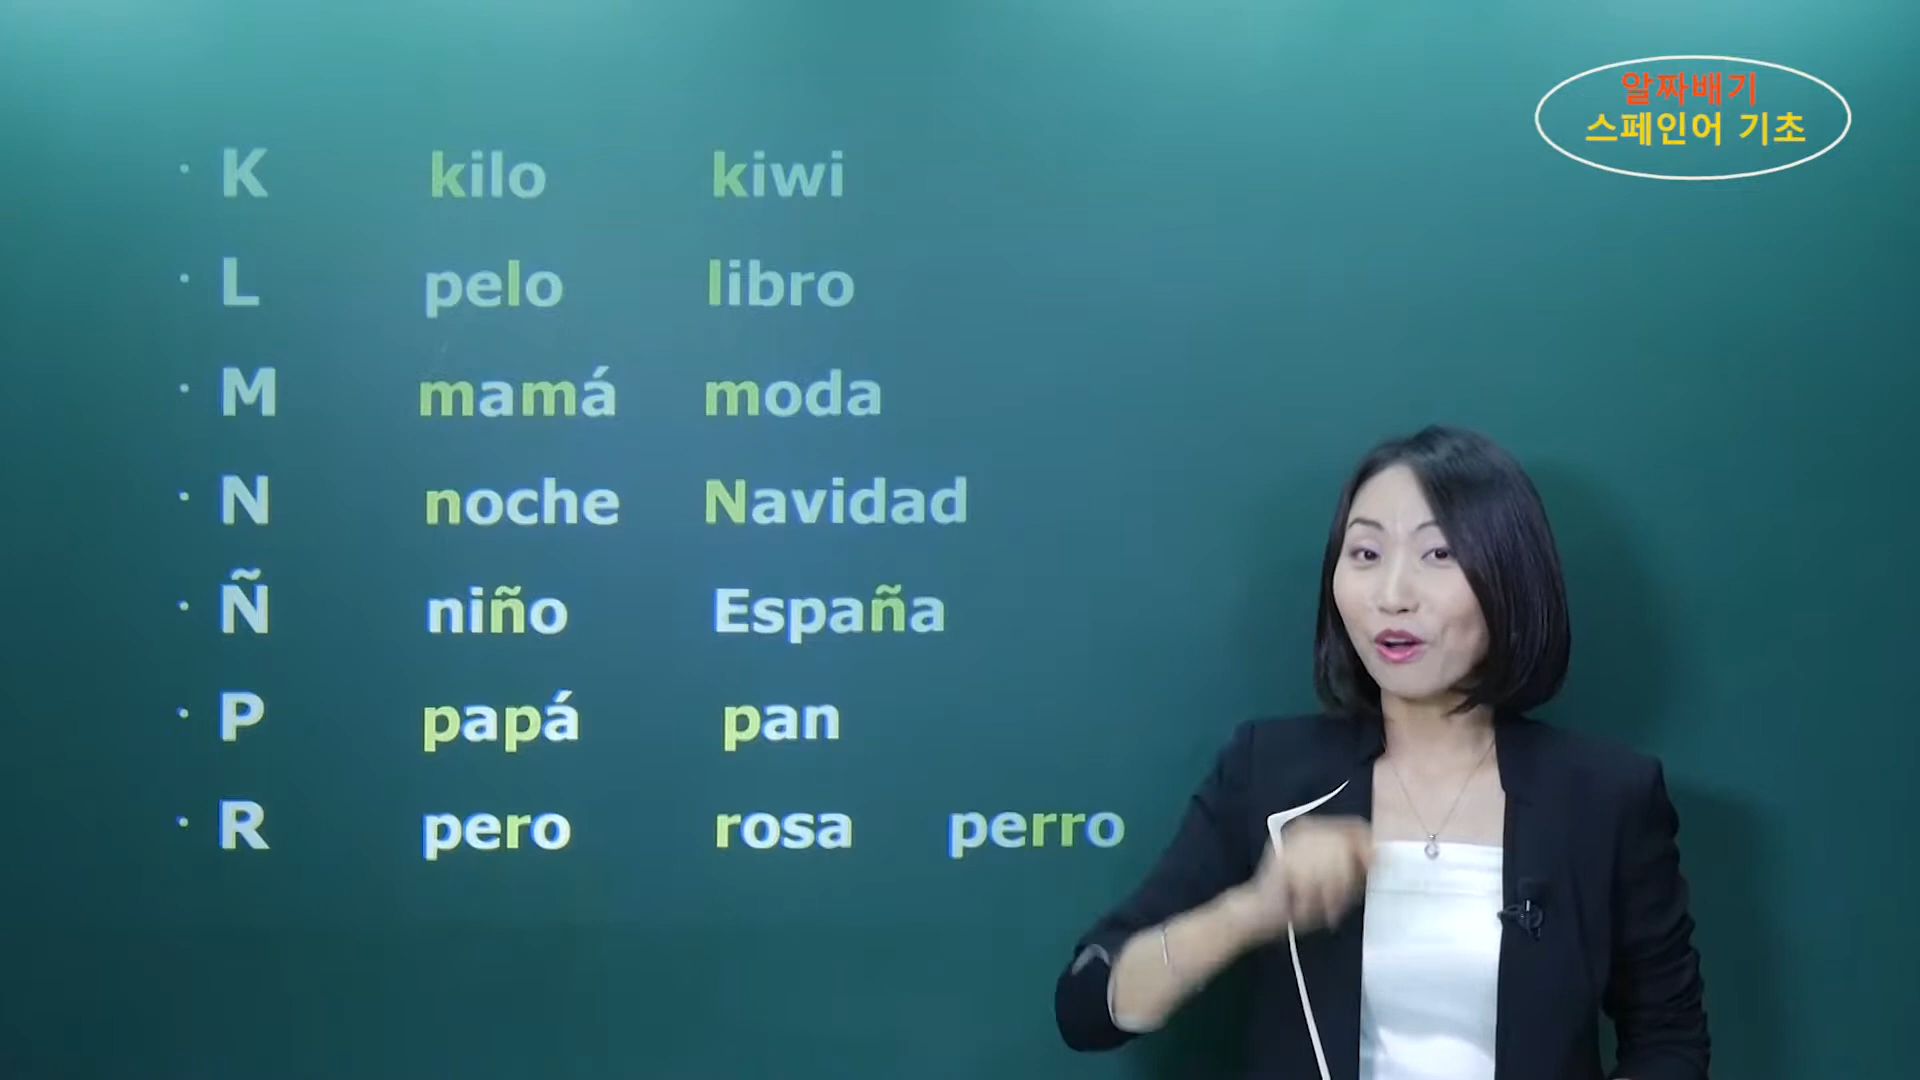 알짜배기
스페인어 기초
· K kilo kiwi
· L pelo libro
· M mamá moda
· N noche Navidad
· Ñ niño España
· P papá pan
· R pero rosa perro